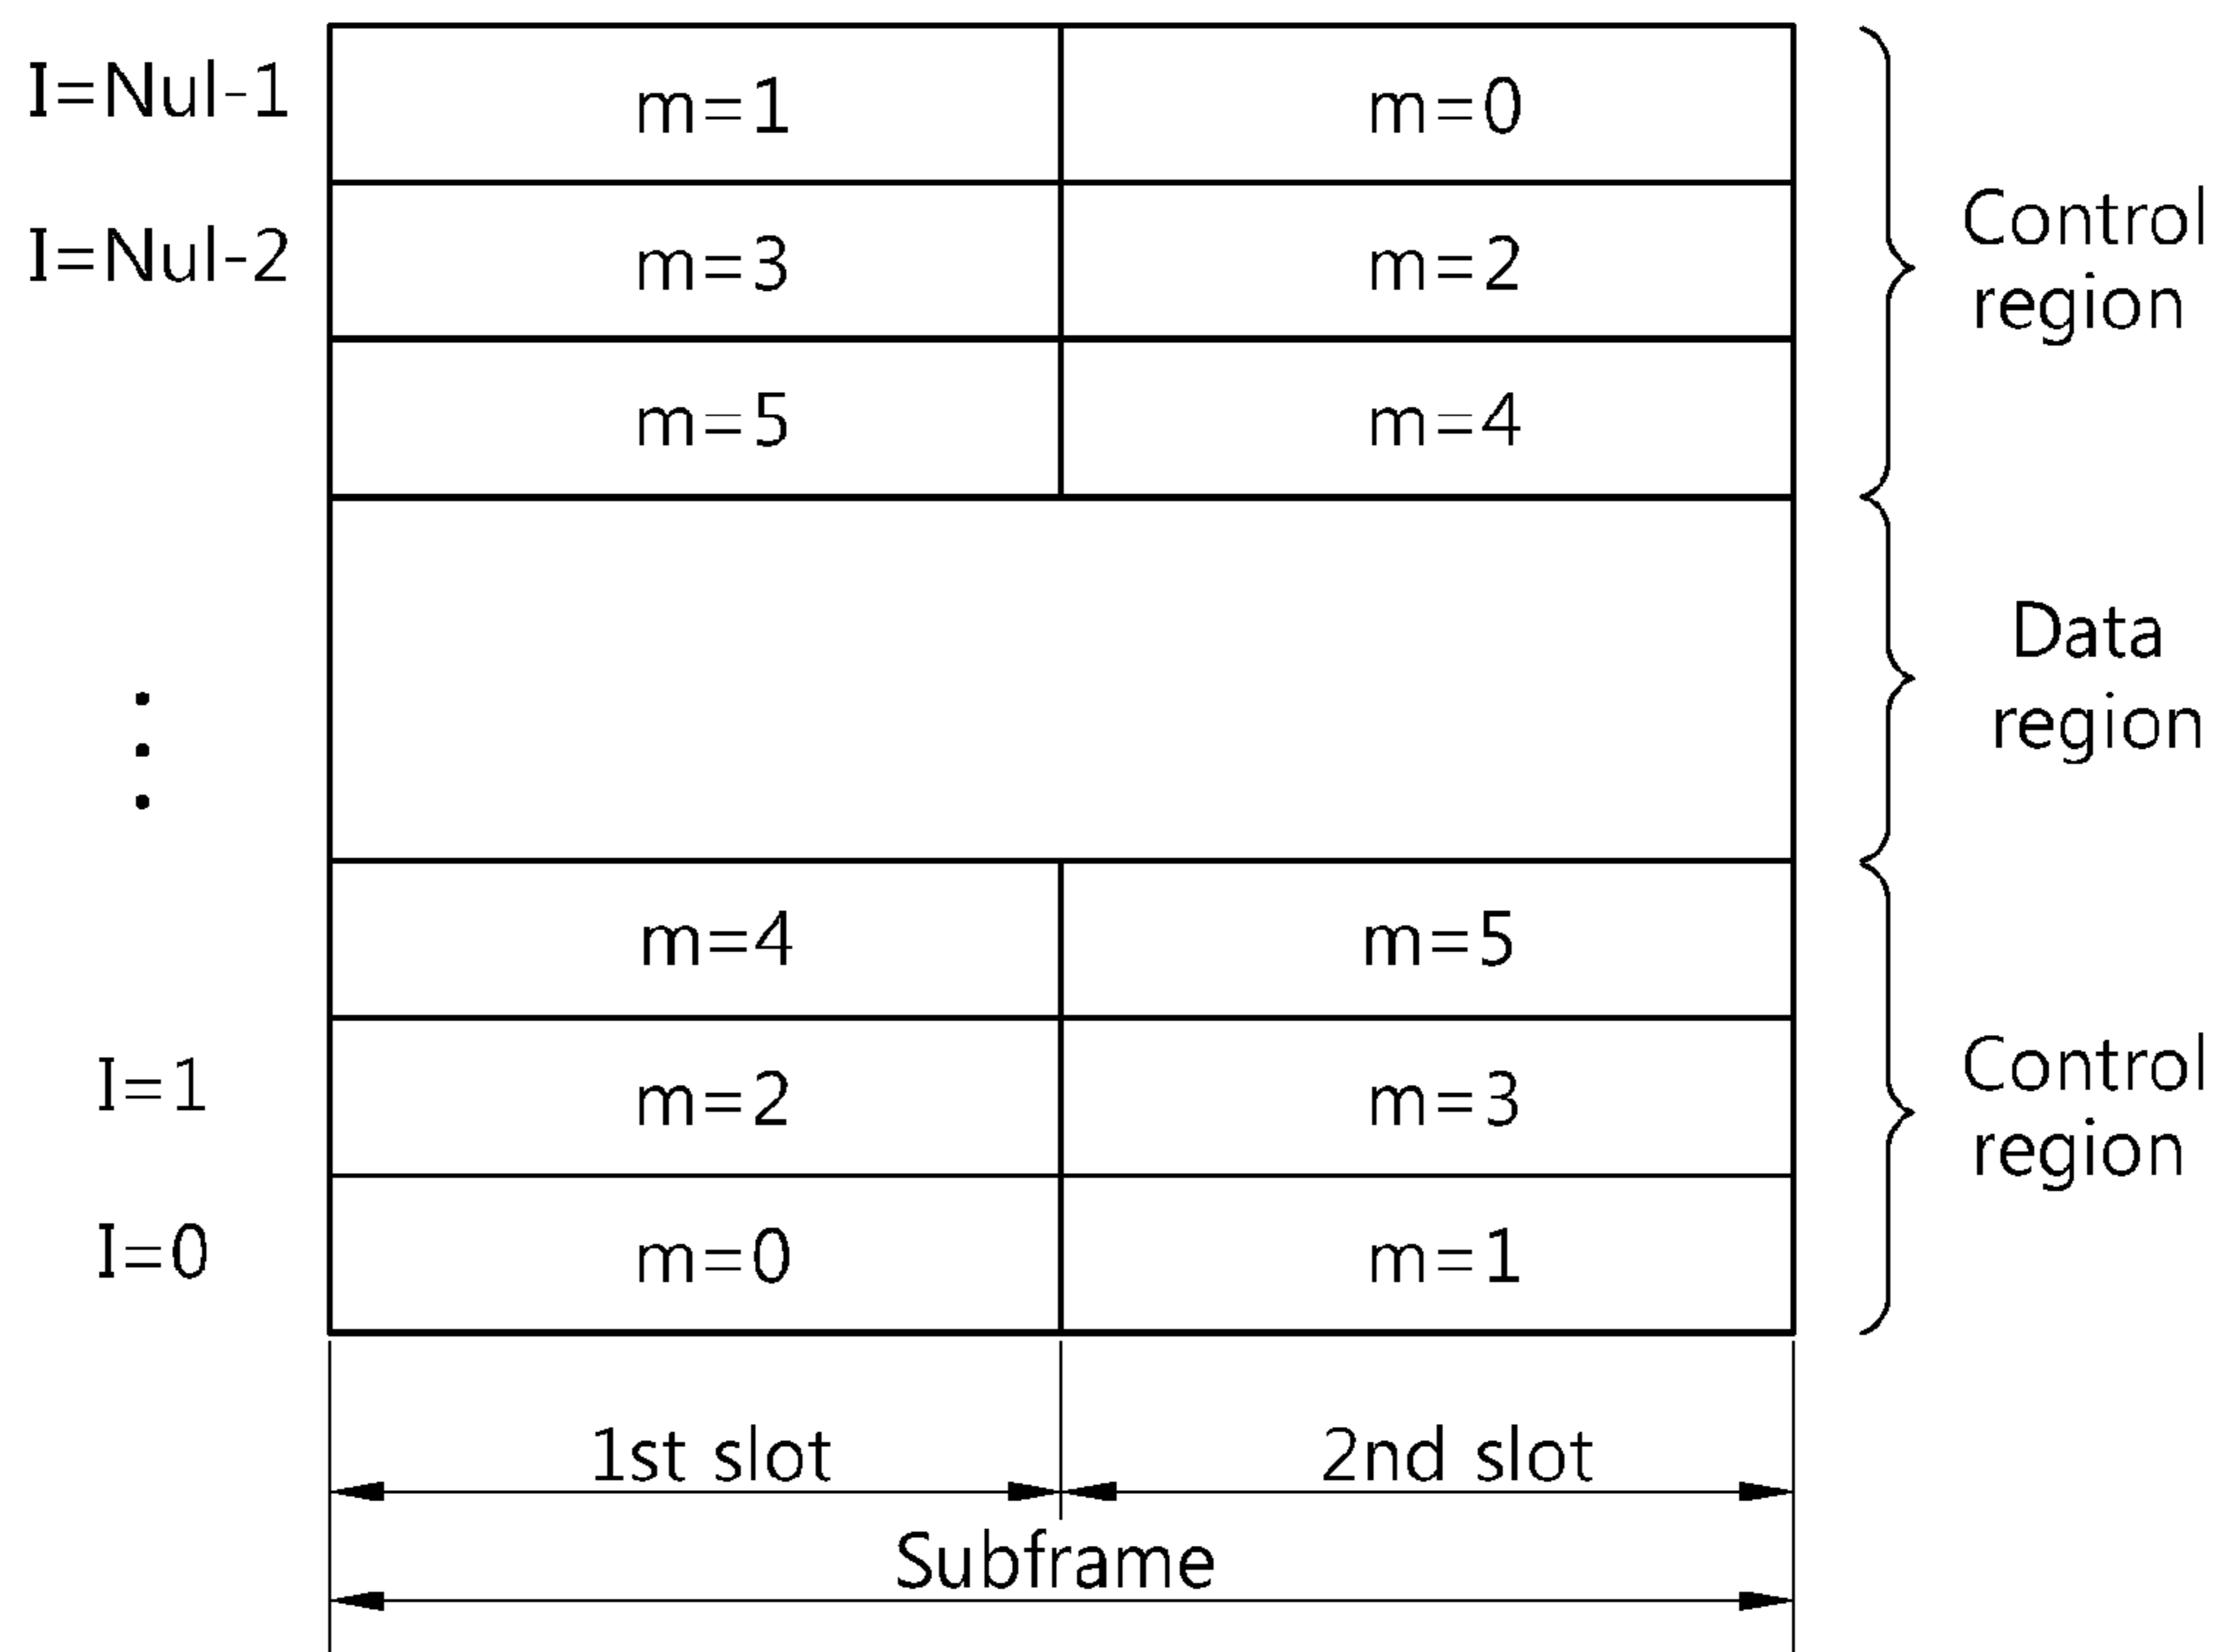 I=Nul-1 m=1 m=0
I=Nul-2 m=3 m=2
Control
region
m=5 m=4
Data
region
m=4 m=5
I=1 m=2 m=3
Control
region
I=0 m=0 m=1
1st slot 2nd slot
Subframe